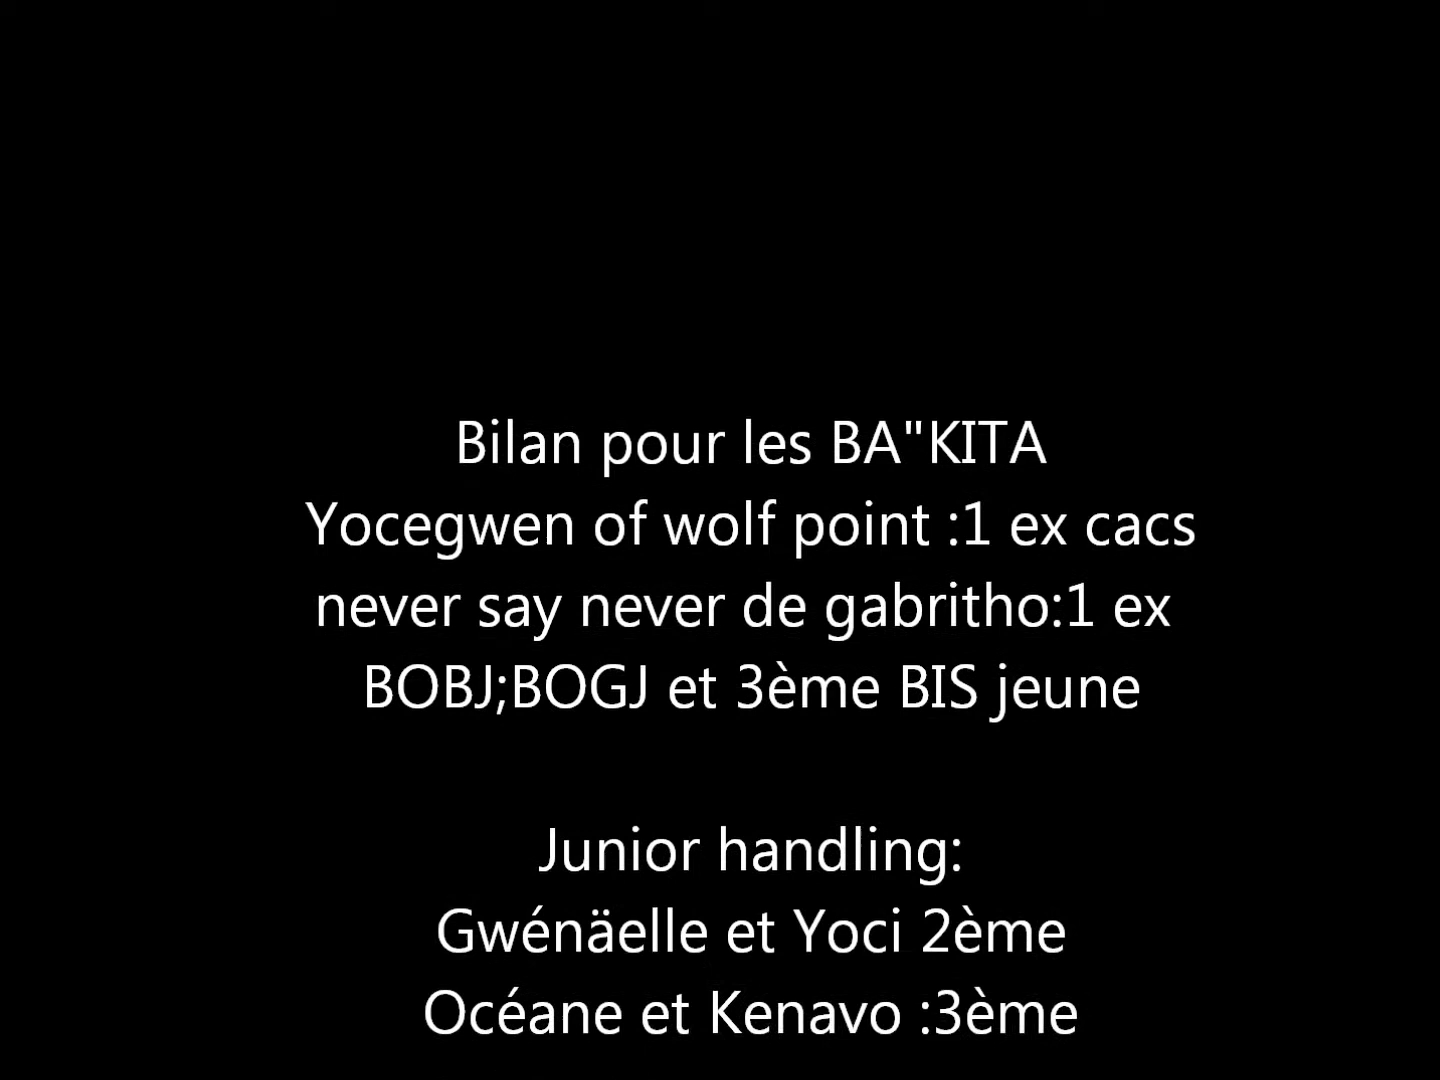 Bilan pour les BA"KITA
Yocegwen of wolf point :1 ex cacs
never say never de gabritho:1 ex
BOBJ;BOGJ et 3ème BIS jeune
Junior handling:
Gwénäelle et Yoci 2ème
Océane et Kenavo :3ème